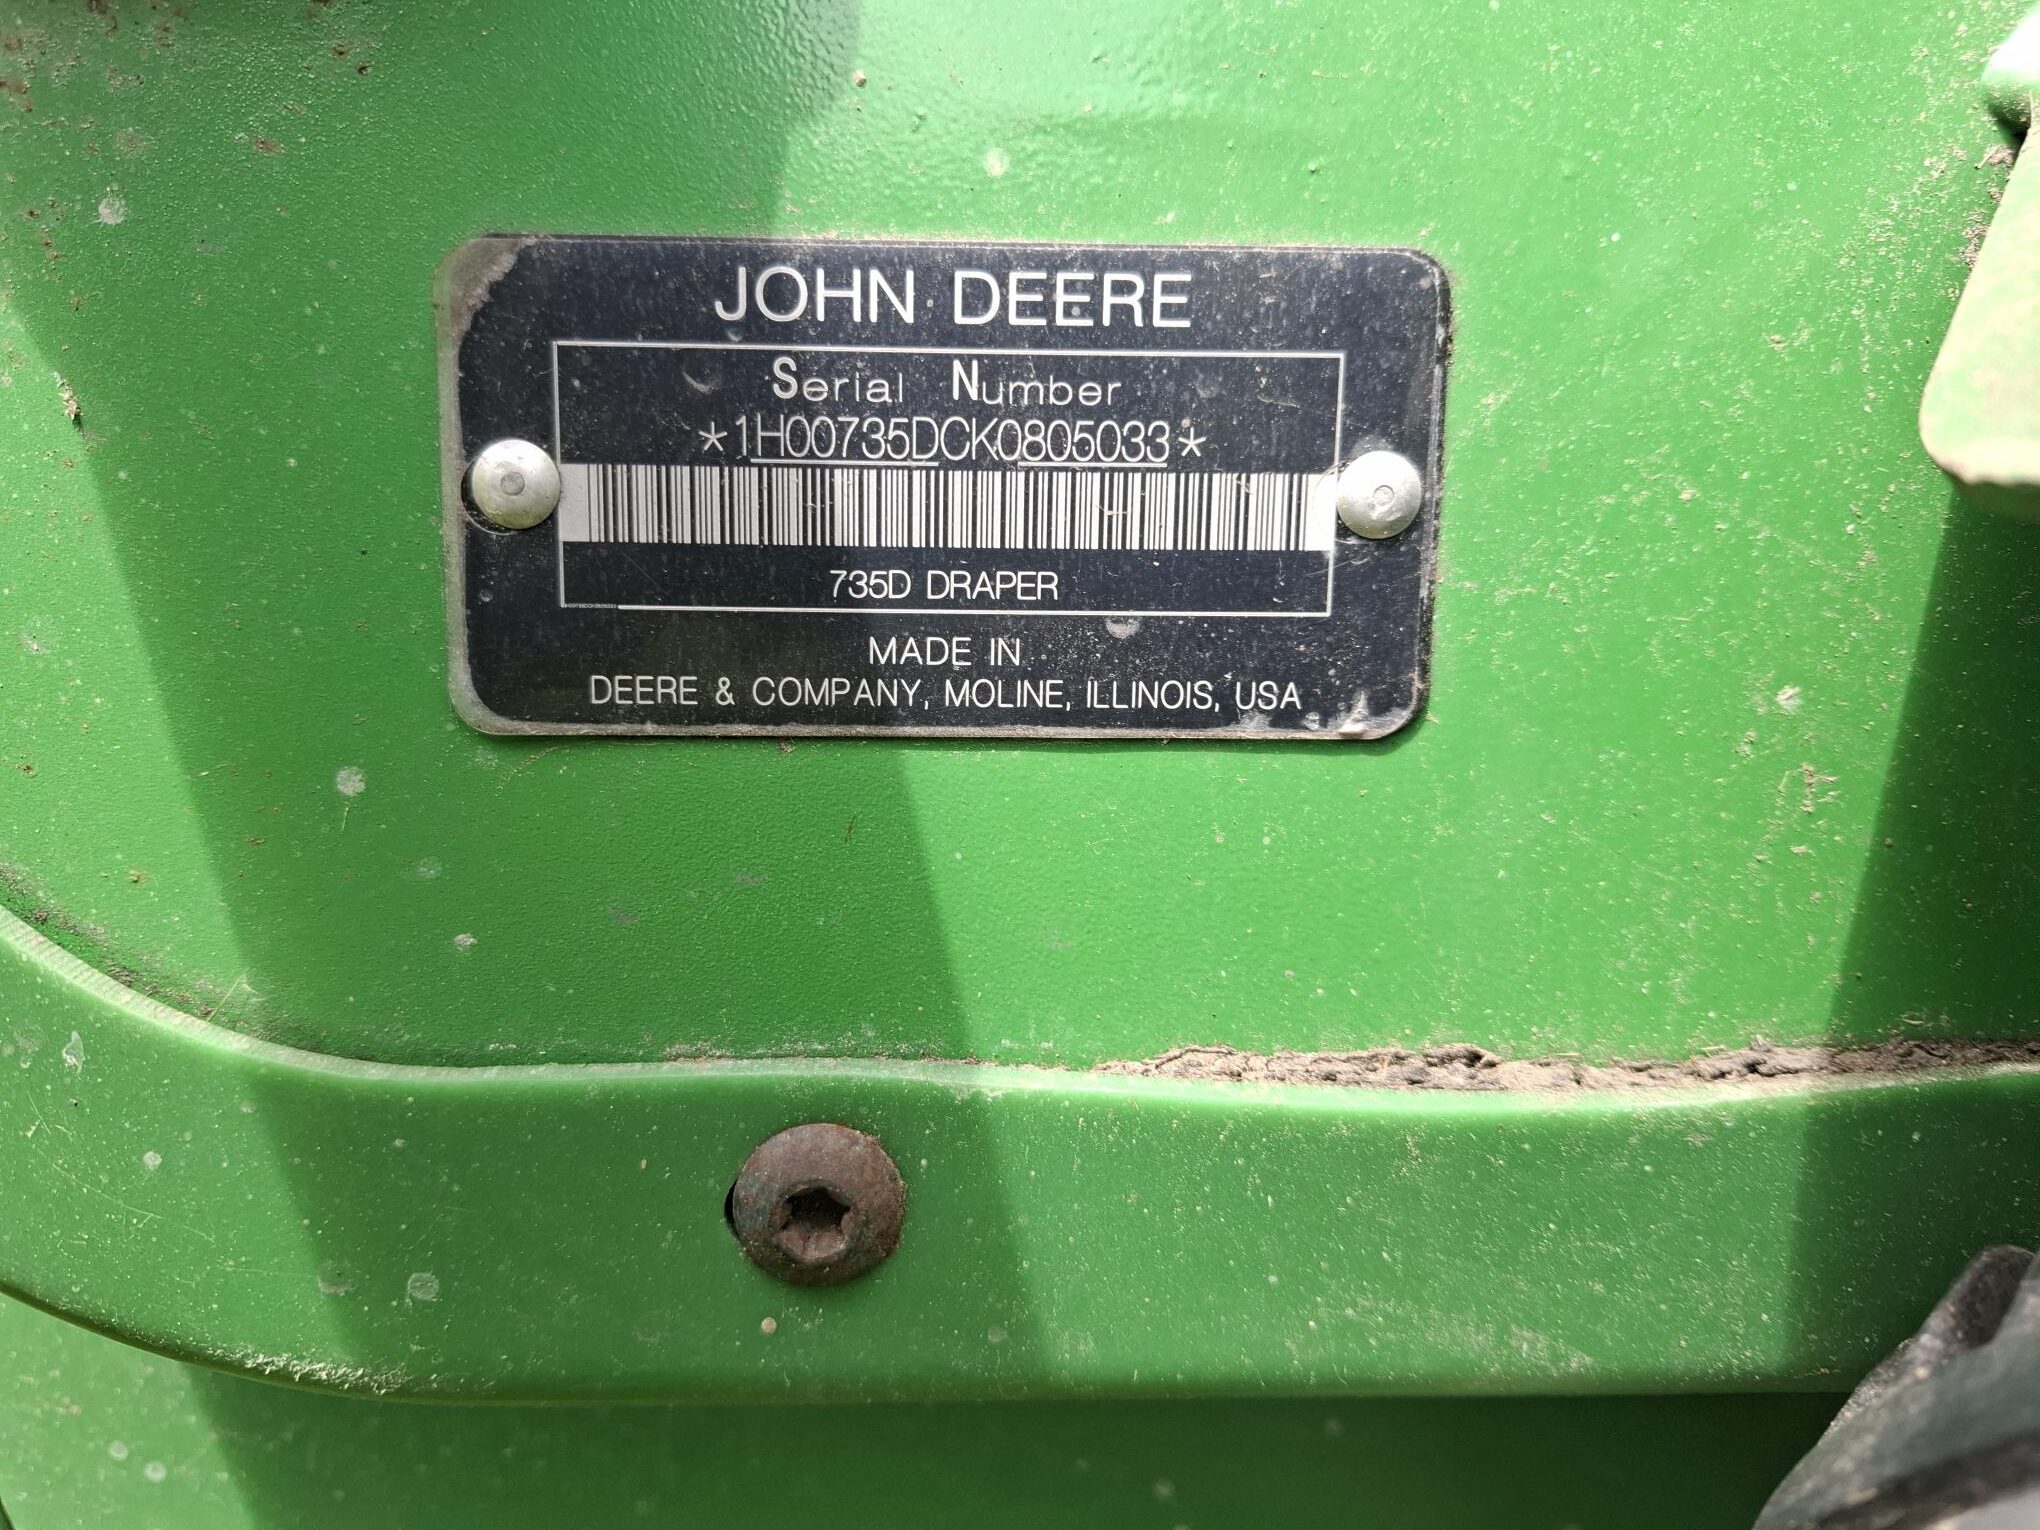 JOHN DEERE
Serial Number
*1H00735DCK0805033*
735D DRAPER
MADE IN
DEERE & COMPANY, MOLINE, ILLINOIS, USA